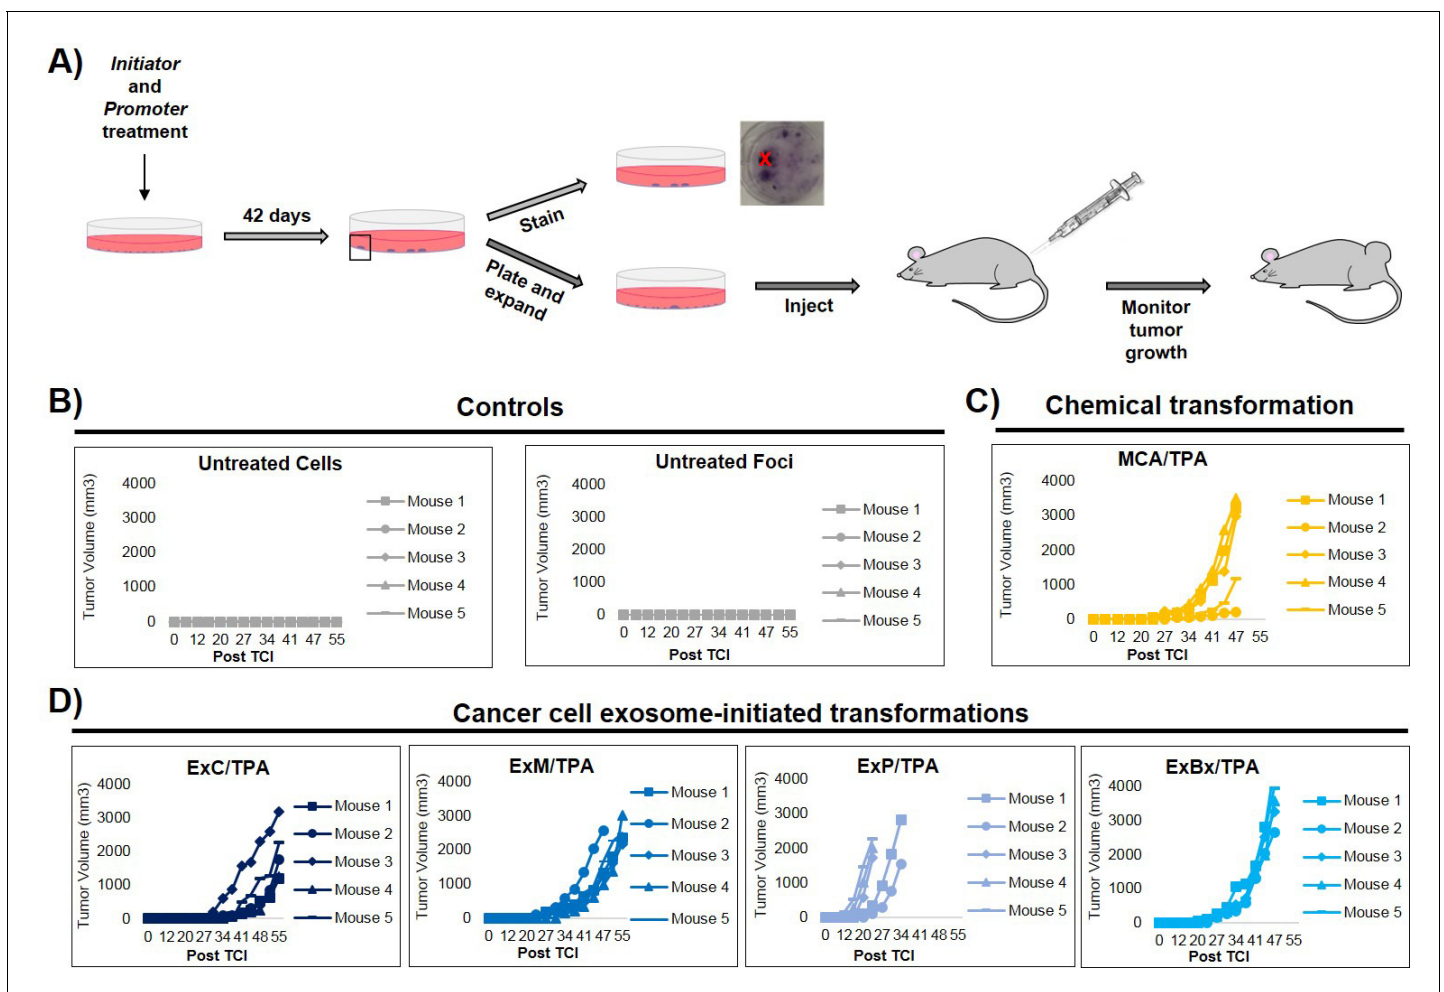 A)
Initiator
and
Promoter
treatment
42 days
Stain
Plate and
expand
X
Inject
Monitor
tumor
growth
B)
Controls
Untreated Cells
Tumor Volume (mm3)
4000
3000
2000
1000
0
0 12 20 27 34 41 47 55
Post TCI
Mouse 1
Mouse 2
Mouse 3
Mouse 4
Mouse 5
Untreated Foci
Tumor Volume (mm3)
4000
3000
2000
1000
0
0 12 20 27 34 41 47 55
Post TCI
Mouse 1
Mouse 2
Mouse 3
Mouse 4
Mouse 5
C)
Chemical transformation
MCA/TPA
Tumor Volume (mm3)
4000
3000
2000
1000
0
0 12 20 27 34 41 47 55
Post TCI
Mouse 1
Mouse 2
Mouse 3
Mouse 4
Mouse 5
D)
Cancer cell exosome-initiated transformations
ExC/TPA
Tumor Volume (mm3)
4000
3000
2000
1000
0
0 12 20 27 34 41 48 55
Post TCI
Mouse 1
Mouse 2
Mouse 3
Mouse 4
Mouse 5
ExM/TPA
Tumor Volume (mm3)
4000
3000
2000
1000
0
0 12 20 27 34 41 47 55
Post TCI
Mouse 1
Mouse 2
Mouse 3
Mouse 4
Mouse 5
ExP/TPA
Tumor Volume (mm3)
4000
3000
2000
1000
0
0 12 20 27 34 41 48 55
Post TCI
Mouse 1
Mouse 2
Mouse 3
Mouse 4
Mouse 5
ExBx/TPA
Tumor Volume (mm3)
4000
3000
2000
1000
0
0 12 20 27 34 41 47 55
Post TCI
Mouse 1
Mouse 2
Mouse 3
Mouse 4
Mouse 5